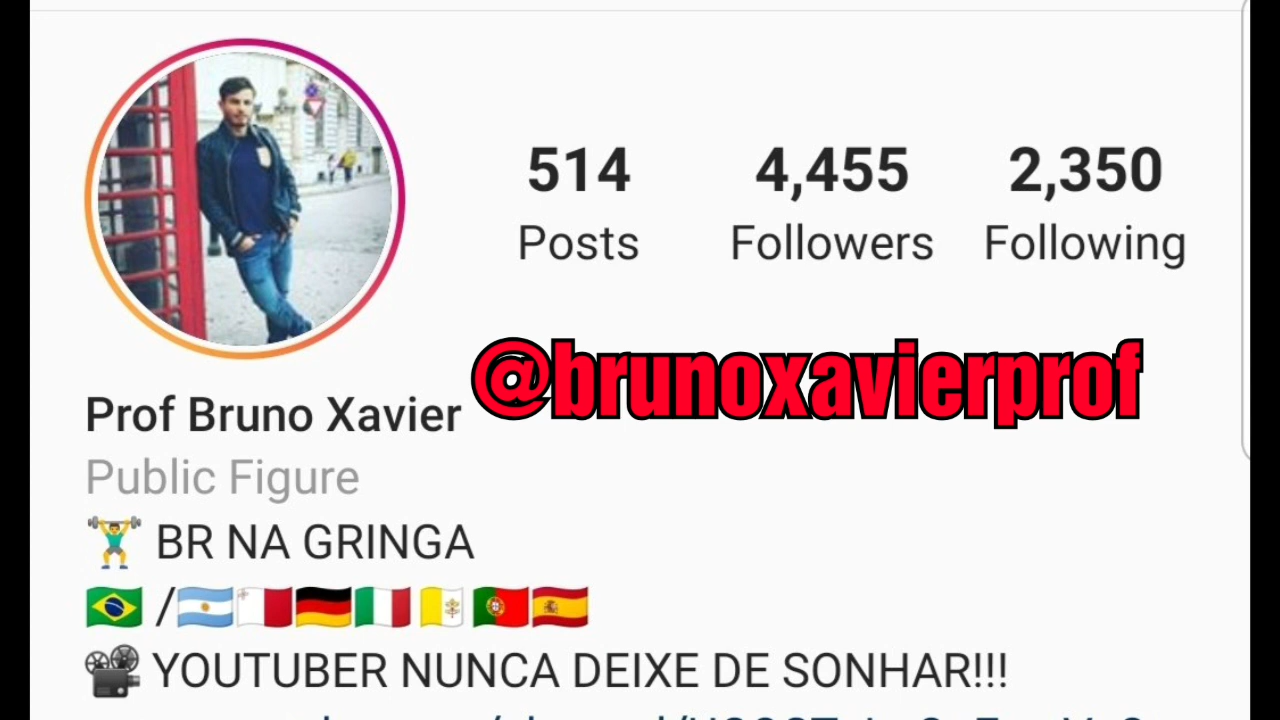 514 4,455 2,350
Posts Followers Following
@brunoxavierprof
Prof Bruno Xavier
Public Figure
BR NA GRINGA
/
YOUTUBER NUNCA DEIXE DE SONHAR!!!